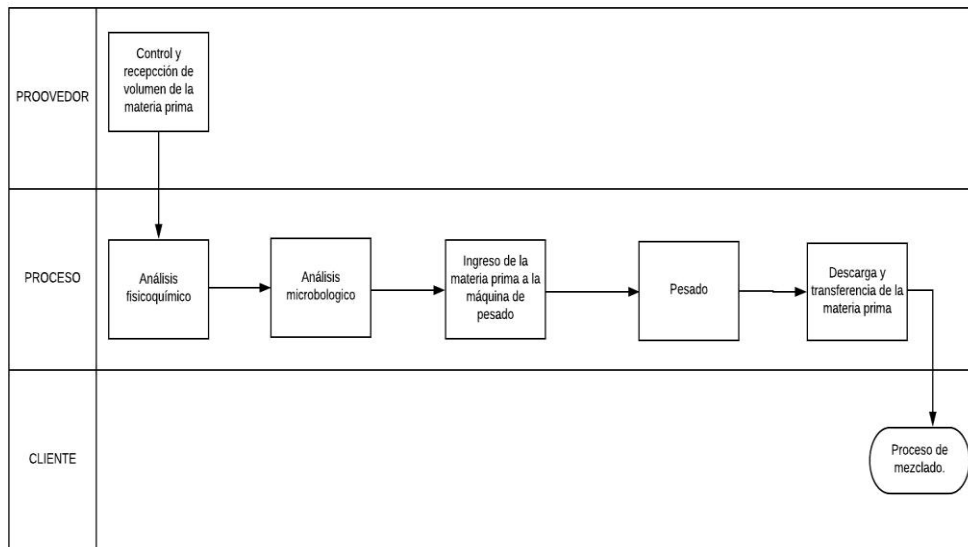 PROOVEDOR
Control y
recepcción de
volumen de la
materia prima
PROCESO
Análisis
fisicoquímico
Análisis
microbologico
Ingreso de la
materia prima a la
máquina de
pesado
Pesado
Descarga y
transferencia de la
materia prima
CLIENTE
Proceso de
mezclado.